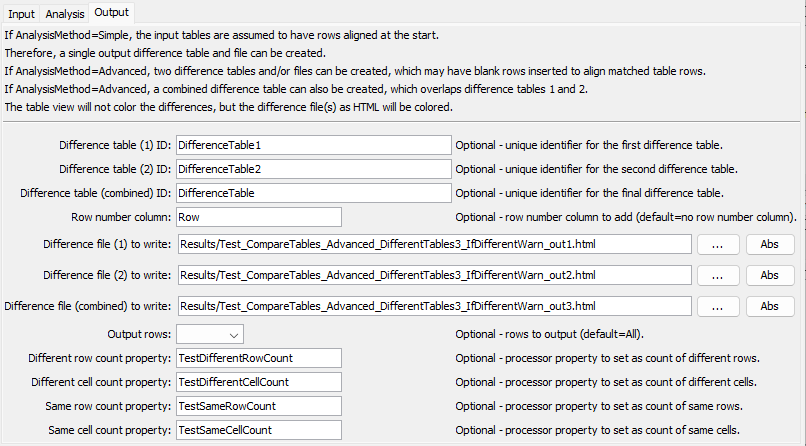 Input Analysis Output
If AnalysisMethod=Simple, the input tables are assumed to have rows aligned at the start.
Therefore, a single output difference table and file can be created.
If AnalysisMethod=Advanced, two difference tables and/or files can be created, which may have blank rows inserted to align matched table rows.
If AnalysisMethod=Advanced, a combined difference table can also be created, which overlaps difference tables 1 and 2.
The table view will not color the differences, but the difference file(s) as HTML will be colored.
Difference table (1) ID: DifferenceTable1 Optional - unique identifier for the first difference table.
Difference table (2) ID: DifferenceTable2 Optional - unique identifier for the second difference table.
Difference table (combined) ID: DifferenceTable Optional - unique identifier for the final difference table.
Row number column: Row Optional - row number column to add (default=no row number column).
Difference file (1) to write: Results/Test_CompareTables_Advanced_DifferentTables3_IfDifferentWarn_out1.html ... Abs
Difference file (2) to write: Results/Test_CompareTables_Advanced_DifferentTables3_IfDifferentWarn_out2.html ... Abs
Difference file (combined) to write: Results/Test_CompareTables_Advanced_DifferentTables3_IfDifferentWarn_out3.html ... Abs
Output rows: Optional - rows to output (default=All).
Different row count property: TestDifferentRowCount Optional - processor property to set as count of different rows.
Different cell count property: TestDifferentCellCount Optional - processor property to set as count of different cells.
Same row count property: TestSameRowCount Optional - processor property to set as count of same rows.
Same cell count property: TestSameCellCount Optional - processor property to set as count of same cells.